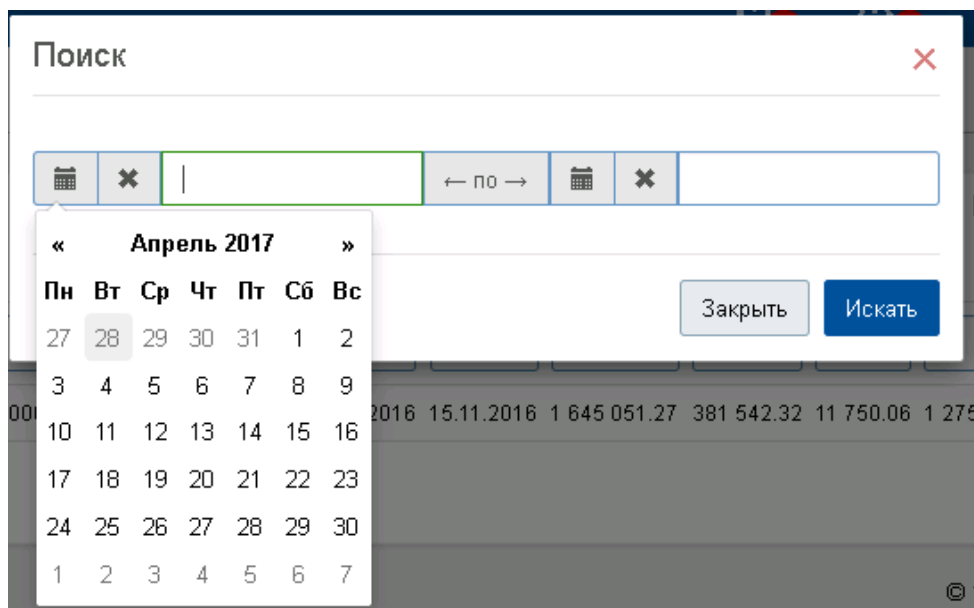 Поиск
← по →
« Апрель 2017 »
Пн Вт Ср Чт Пт Сб Вс
27 28 29 30 31 1 2
3 4 5 6 7 8 9
10 11 12 13 14 15 16
17 18 19 20 21 22 23
24 25 26 27 28 29 30
1 2 3 4 5 6 7
Закрыть Искать
2016 15.11.2016 1 645 051.27 381 542.32 11 750.06 1 275
©